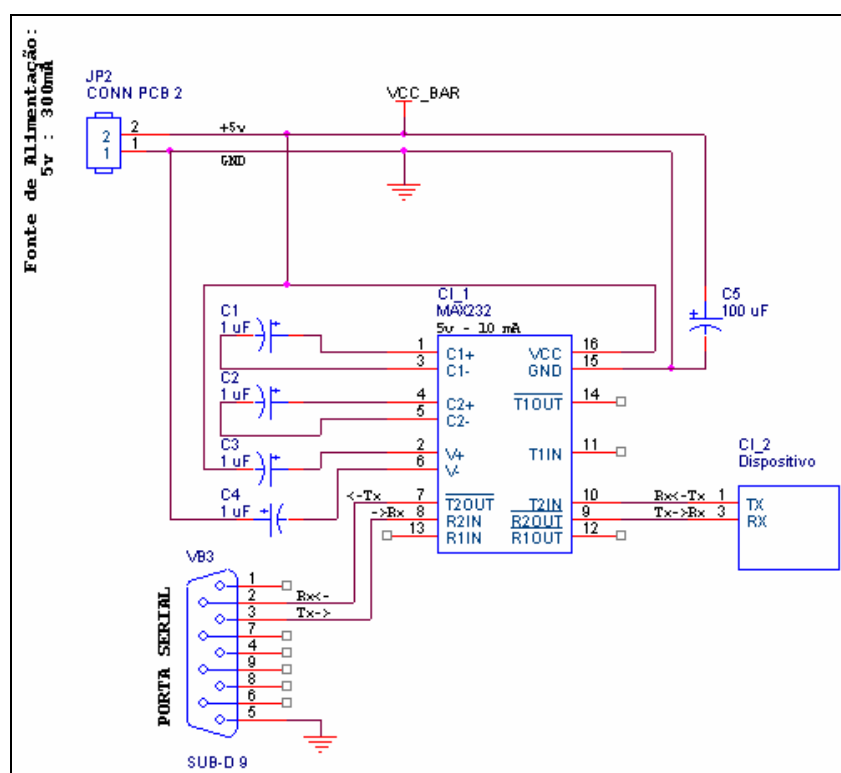 Fonte de Alimentação:
5v : 300mA
JP2
CONN PCB 2
2
1
2
1
+5v
GND
VCC_BAR
C1
1 uF
C2
1 uF
C3
1 uF
C4
1 uF
C5
100 uF
CI_1
MAX232
5v - 10 mA
1
3
4
5
2
6
7
8
13
C1+
C1-
C2+
C2-
V+
V-
T2OUT
R2IN
R1IN
VCC
GND
T1OUT
T1IN
T2IN
R2OUT
R1OUT
16
15
14
11
10
9
12
<-Tx
->Rx
Rx<-Tx
Tx->Rx
CI_2
Dispositivo
1
3
TX
RX
VB3
PORTA SERIAL
1
2
3
7
4
9
8
6
5
Rx<-
Tx->
SUB-D 9